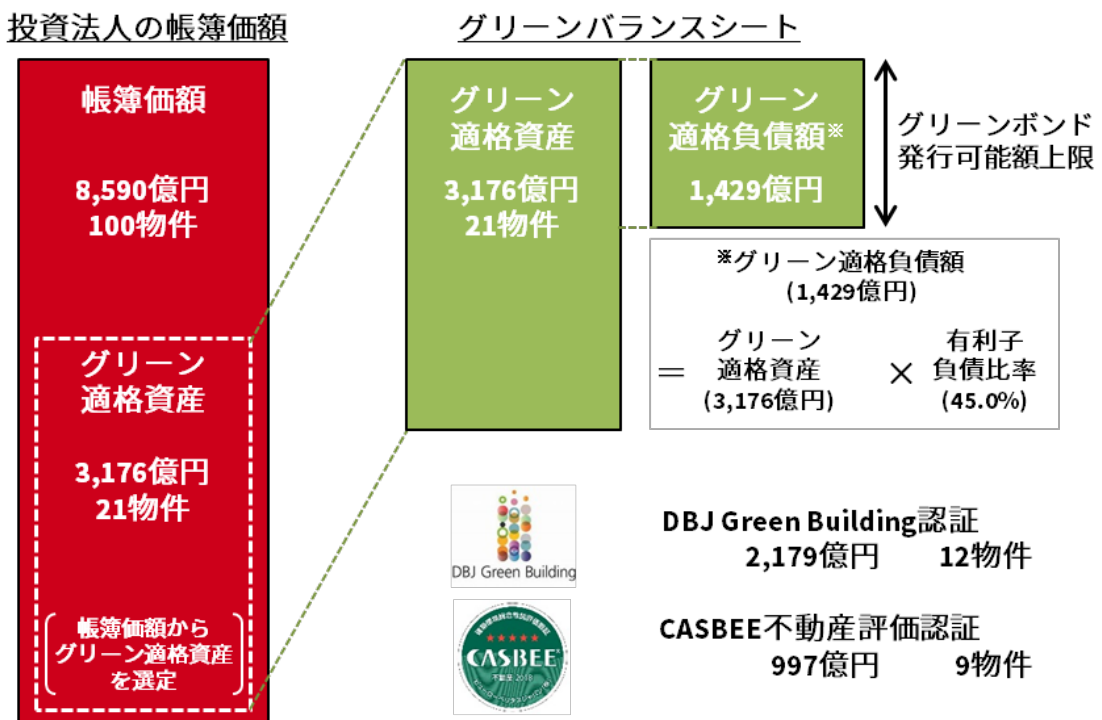 投資法人の帳簿価額
グリーンバランスシート
帳簿価額
8,590億円
100物件
グリーン
適格資産
3,176億円
21物件
帳簿価額から
グリーン適格資産
を選定
グリーン
適格資産
3,176億円
21物件
グリーン
適格負債額※
1,429億円
グリーンボンド
発行可能額上限
※グリーン適格負債額
(1,429億円)
＝
グリーン
適格資産
(3,176億円)
×
有利子
負債比率
(45.0%)
DBJ Green Building
DBJ Green Building認証
2,179億円 12物件
★★★★★
CASBEE
不動産 2018
CASBEE不動産評価認証
997億円 9物件